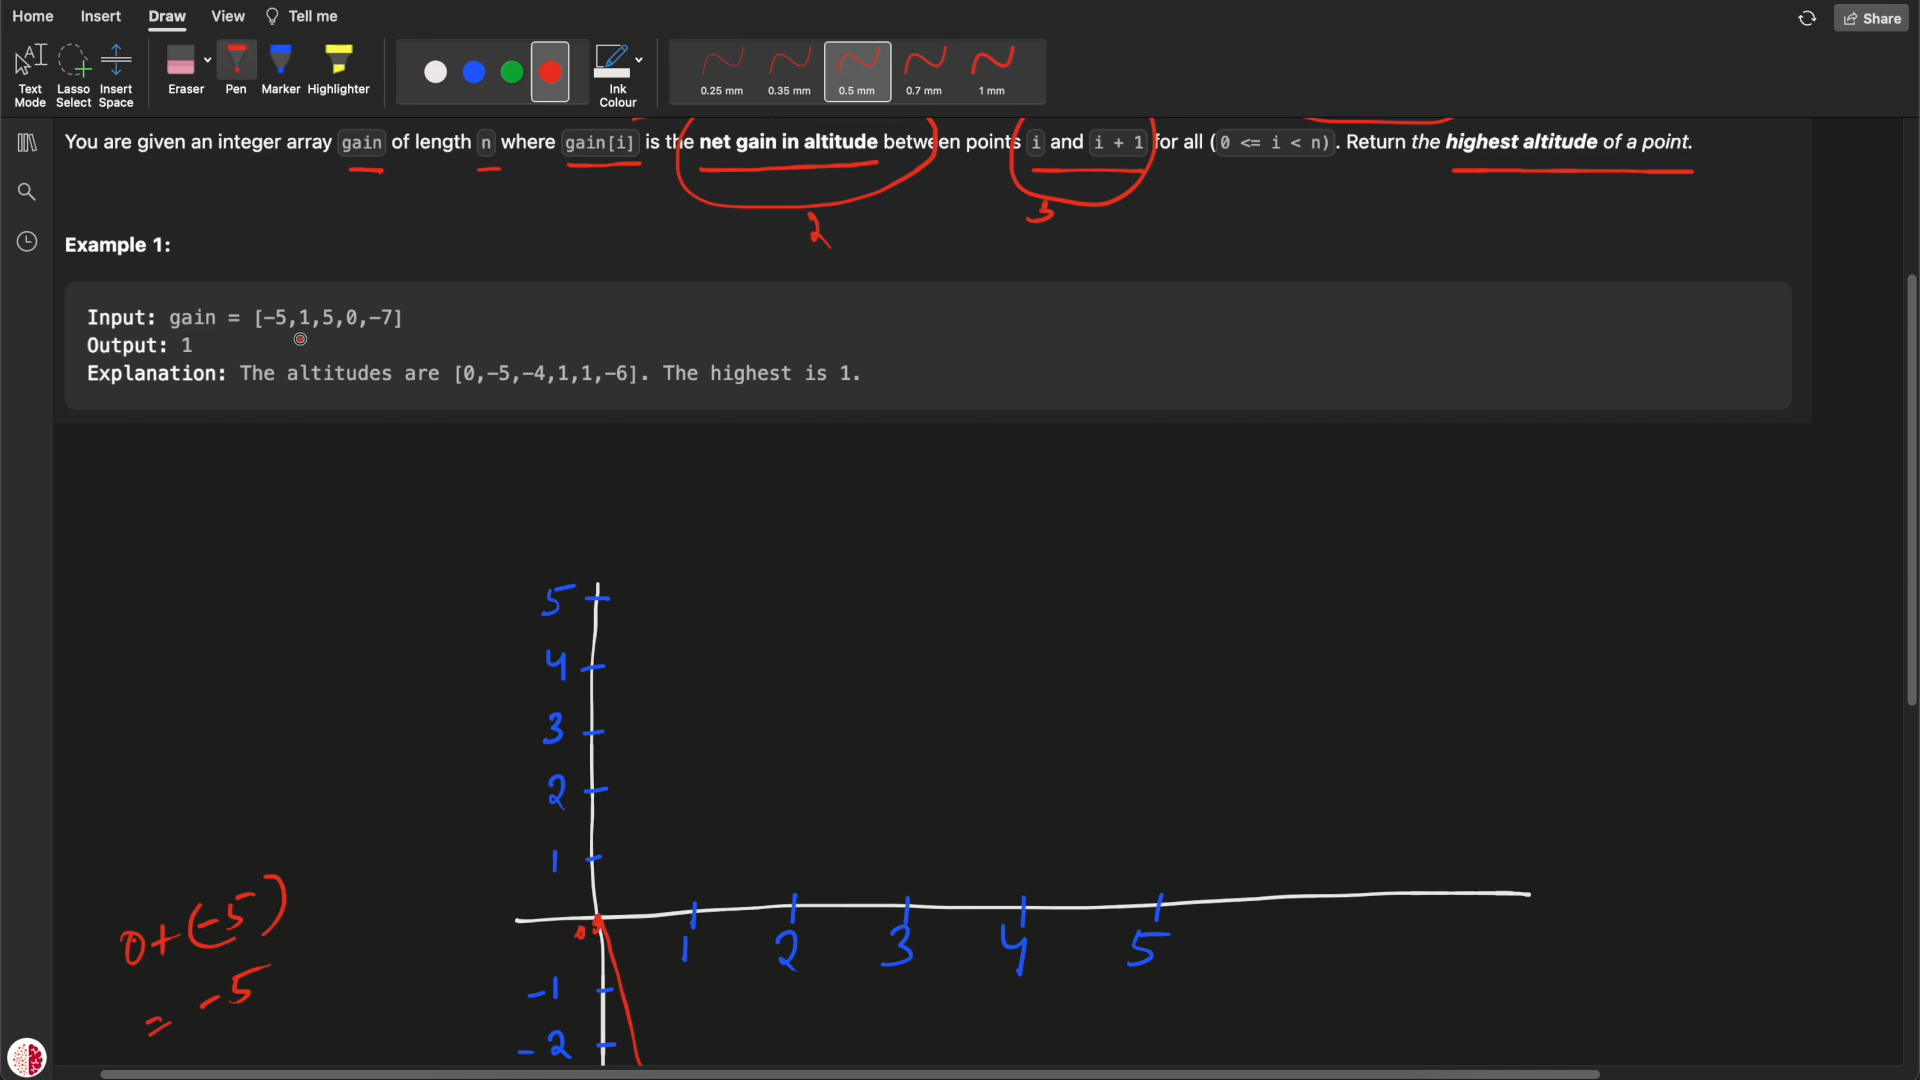 Home Insert Draw View Tell me
Share
Text Mode
Lasso Select
Insert Space
Eraser
Pen
Marker
Highlighter
Ink Colour
0.25 mm
0.35 mm
0.5 mm
0.7 mm
1 mm
You are given an integer array gain of length n where gain[i] is the net gain in altitude between points i and i + 1 for all (0 <= i < n). Return the highest altitude of a point.
2
3
Example 1:
Input: gain = [-5,1,5,0,-7]
Output: 1
Explanation: The altitudes are [0,-5,-4,1,1,-6]. The highest is 1.
5
4
3
2
1
0+(-5)
= -5
1 2 3 4 5
-1
-2